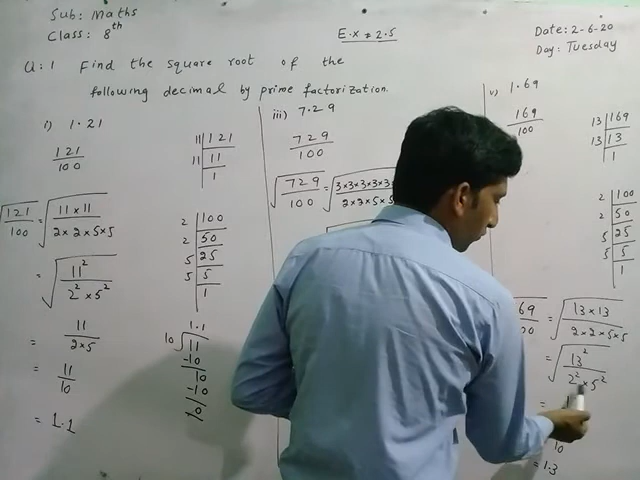 Sub: Maths
Class: 8th
E.X # 2.5
Date: 2-6-20
Day: Tuesday
Q:1 Find the square root of the
following decimal by prime factorization.
i) 1.21
121
100
11 | 121
11 | 11
1
√121/100 = √11×11/2×2×5×5
2 | 100
2 | 50
5 | 25
5 | 5
1
= √11²/2²×5²
= 11/2×5
= 11/10
= 1.1
1.1
10 √11
-10
10
-10
0
iii) 7.29
729
100
√729/100 = √3×3×3×3×3
2×2×5×5
v) 1.69
169
100
13 | 169
13 | 13
1
2 | 100
2 | 50
5 | 25
5 | 5
1
= √13×13/2×2×5×5
= √13²/2²×5²
=
10
= 1.3